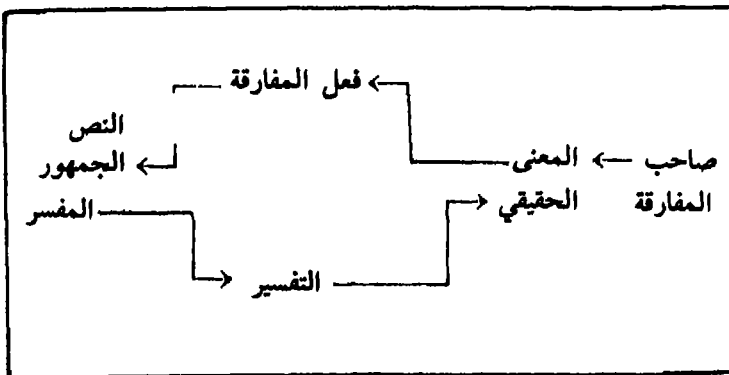 فعل المفارقة
النص
صاحب المعنى الجمهور
المفارقة الحقيقي المفسر
التفسير